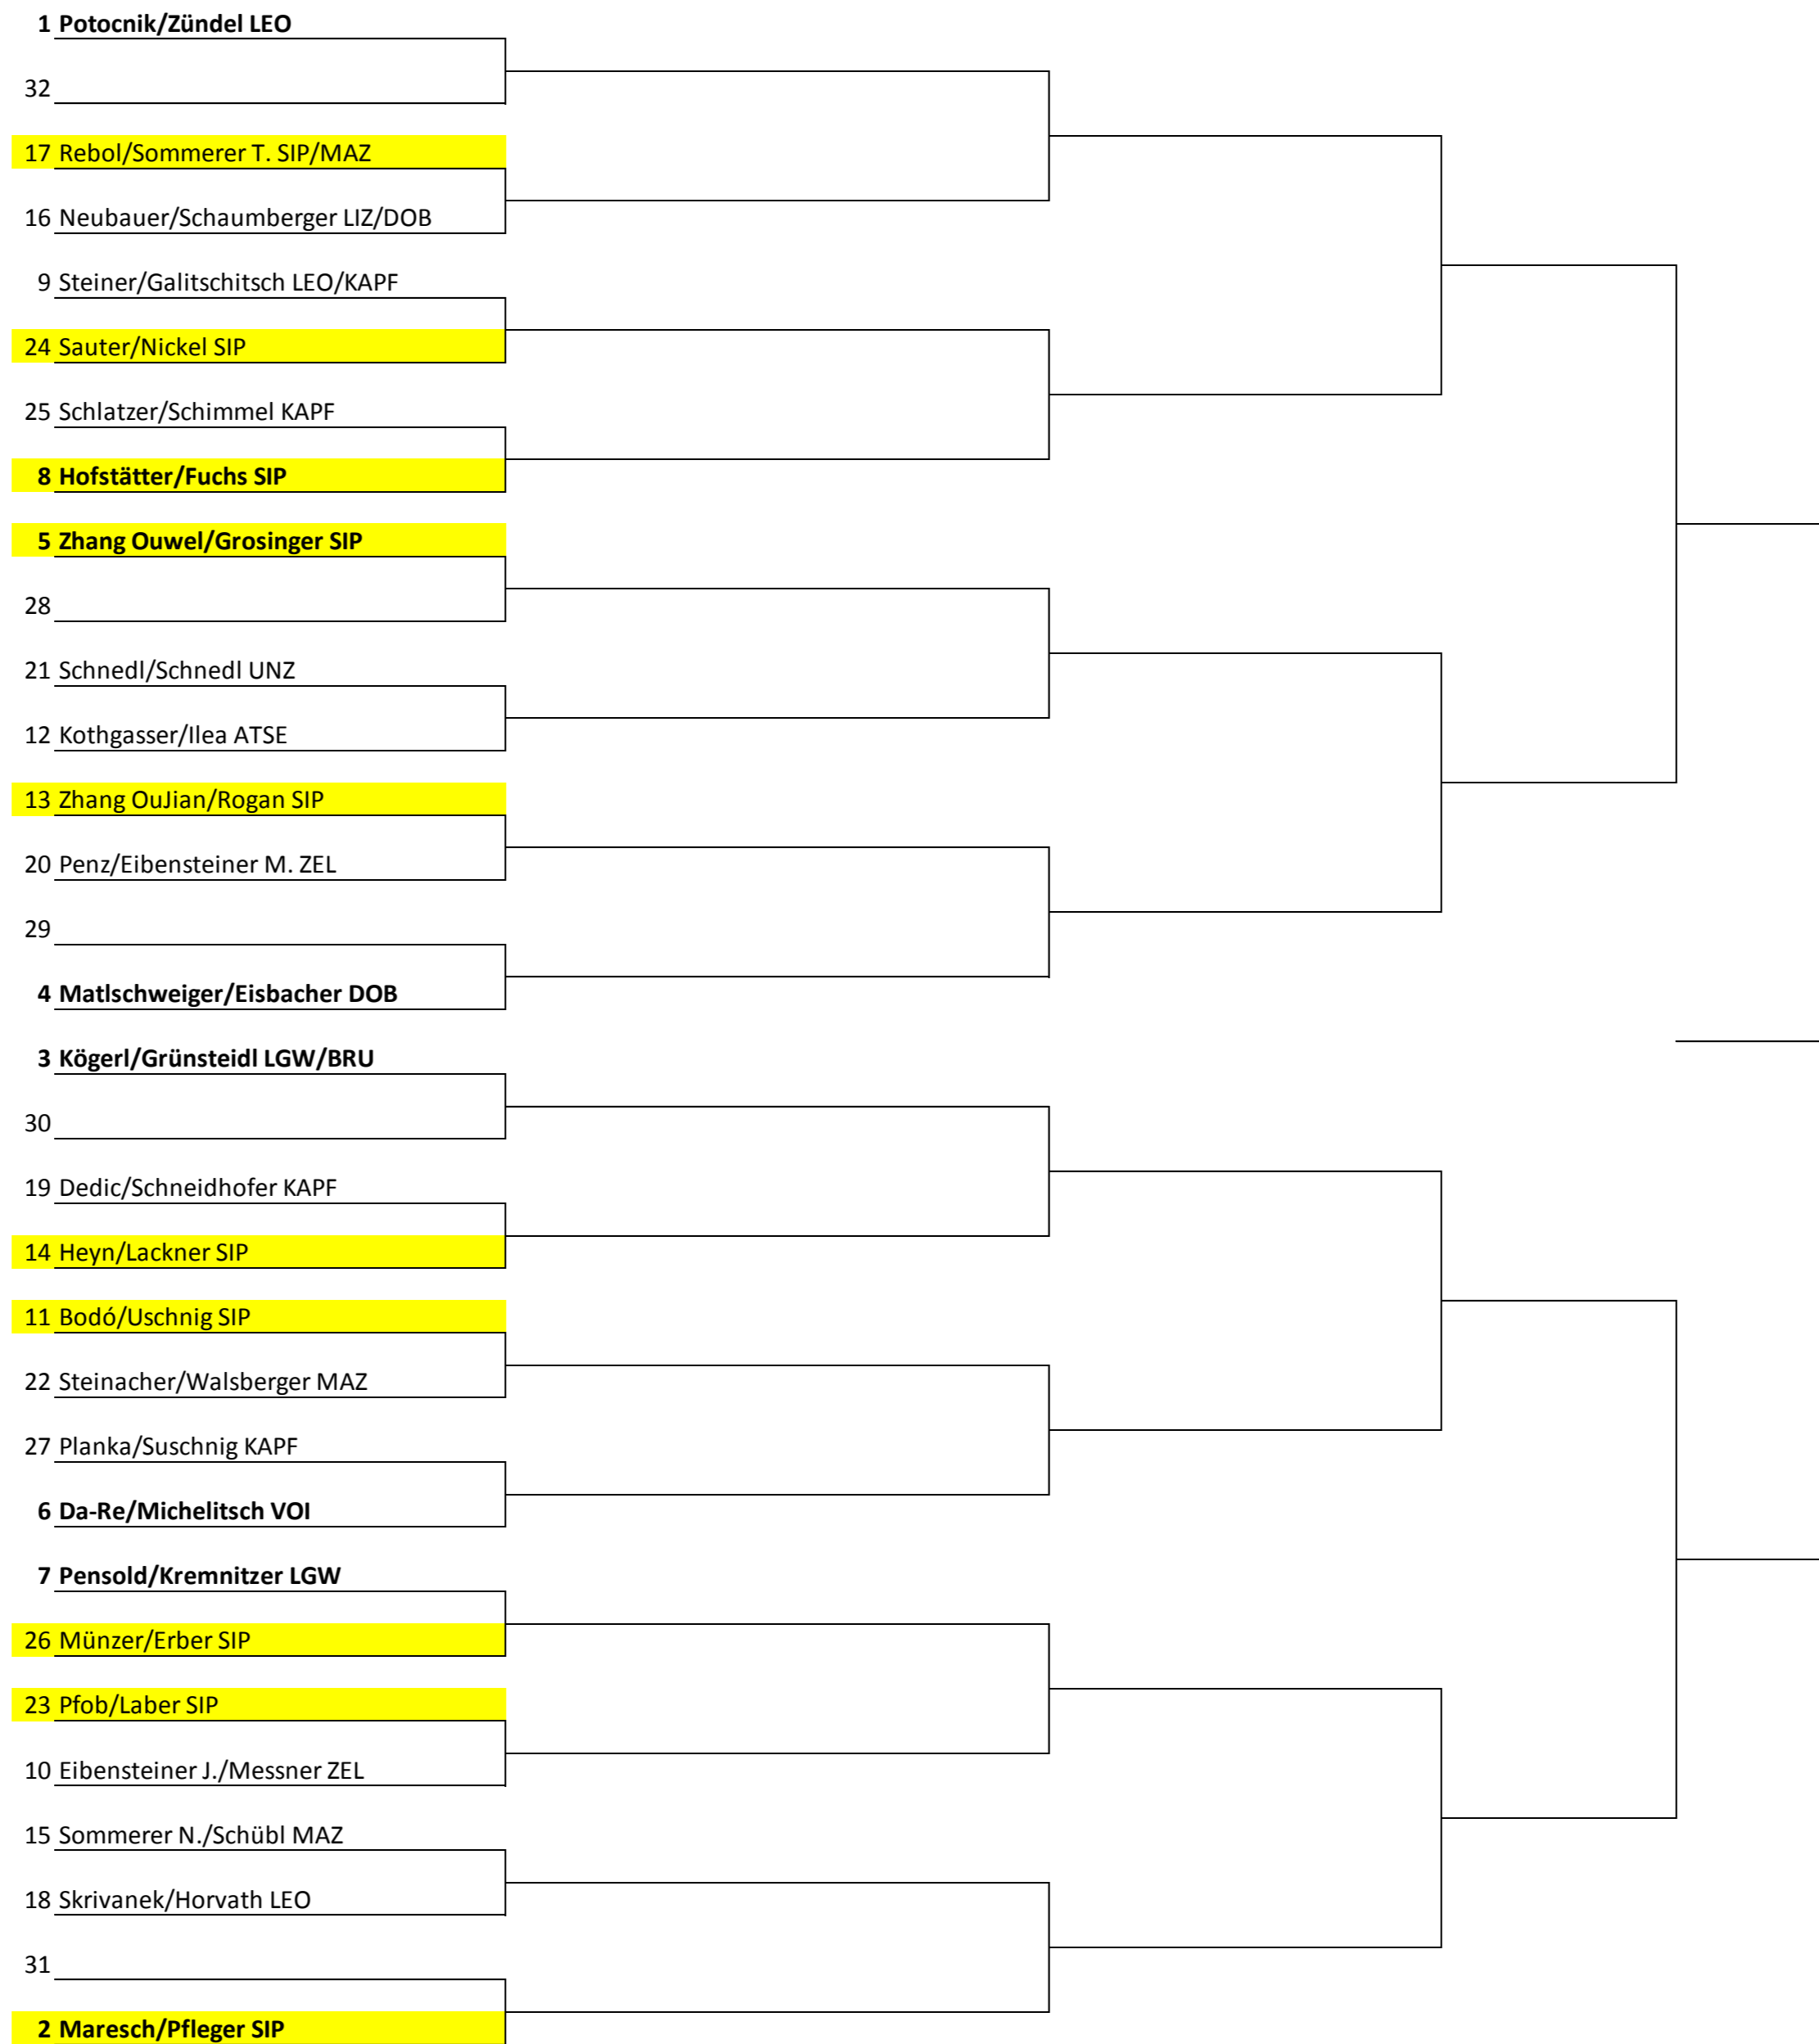 1 Potocnik/Zündel LEO
32
17 Rebol/Sommerer T. SIP/MAZ
16 Neubauer/Schaumberger LIZ/DOB
9 Steiner/Galitschitsch LEO/KAPF
24 Sauter/Nickel SIP
25 Schlatzer/Schimmel KAPF
8 Hofstätter/Fuchs SIP
5 Zhang Ouwel/Grosinger SIP
28
21 Schnedl/Schnedl UNZ
12 Kothgasser/Ilea ATSE
13 Zhang OuJian/Rogan SIP
20 Penz/Eibensteiner M. ZEL
29
4 Matlschweiger/Eisbacher DOB
3 Kögerl/Grünsteidl LGW/BRU
30
19 Dedic/Schneidhofer KAPF
14 Heyn/Lackner SIP
11 Bodó/Uschnig SIP
22 Steinacher/Walsberger MAZ
27 Planka/Suschnig KAPF
6 Da-Re/Michelitsch VOI
7 Pensold/Kremnitzer LGW
26 Münzer/Erber SIP
23 Pfob/Laber SIP
10 Eibensteiner J./Messner ZEL
15 Sommerer N./Schübl MAZ
18 Skrivanek/Horvath LEO
31
2 Maresch/Pfleger SIP